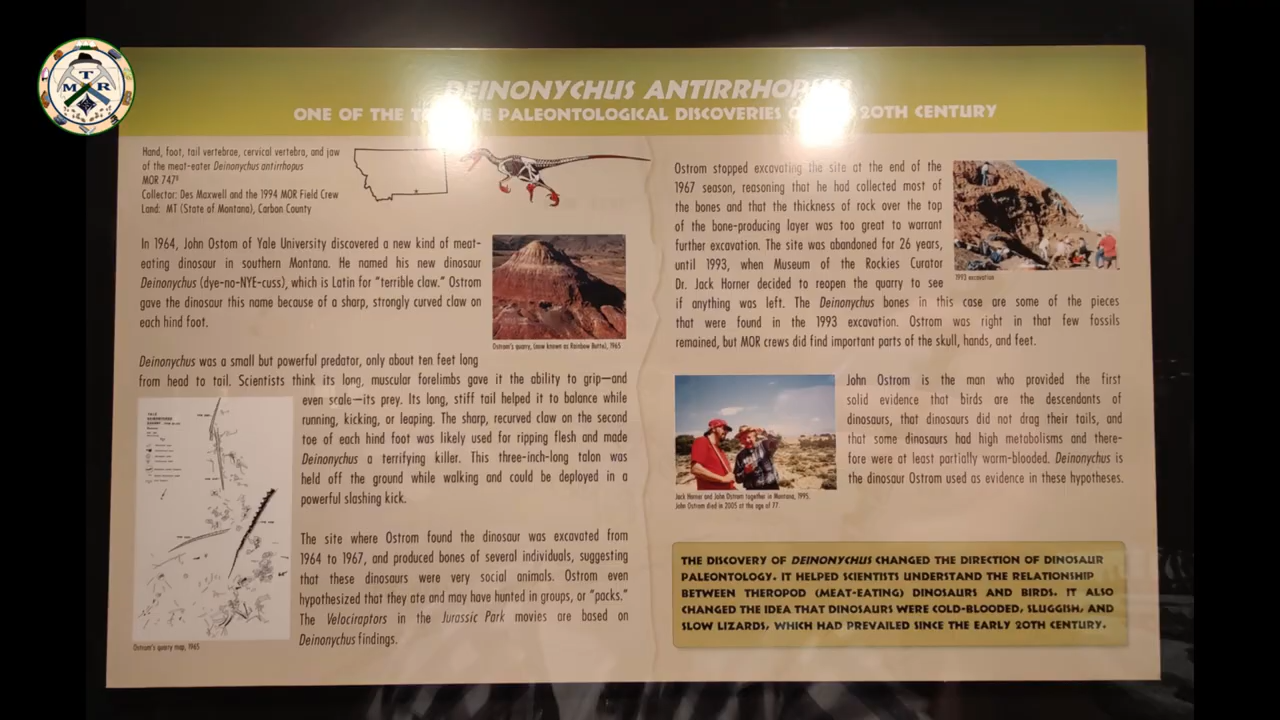 M T R
DEINONYCHUS ANTIRRHOPUS
ONE OF THE PALEONTOLOGICAL DISCOVERIES 20TH CENTURY
Hand, foot, tail vertebrae, cervical vertebra, and jaw
of the meat-eater Deinonychus antirrhopus
MOR 747
Collector: Des Maxwell and the 1994 MOR Field Crew
Land: MT (State of Montana), Carbon County
In 1964, John Ostom of Yale University discovered a new kind of meat-
eating dinosaur in southern Montana. He named his new dinosaur
Deinonychus (dye-no-NYE-cuss), which is Latin for "terrible claw." Ostrom
gave the dinosaur this name because of a sharp, strongly curved claw on
each hind foot.
Ostrom's quarry, (now known as Rainbow Butte), 1965
Deinonychus was a small but powerful predator, only about ten feet long
from head to tail. Scientists think its long, muscular forelimbs gave it the ability to grip—and
even scale—its prey. Its long, stiff tail helped it to balance while
running, kicking, or leaping. The sharp, recurved claw on the second
toe of each hind foot was likely used for ripping flesh and made
Deinonychus a terrifying killer. This three-inch-long talon was
held off the ground while walking and could be deployed in a
powerful slashing kick.
The site where Ostrom found the dinosaur was excavated from
1964 to 1967, and produced bones of several individuals, suggesting
that these dinosaurs were very social animals. Ostrom even
hypothesized that they ate and may have hunted in groups, or "packs."
The Velociraptors in the Jurassic Park movies are based on
Deinonychus findings.
Ostrom's quarry map, 1965
Ostrom stopped excavating the site at the end of the
1967 season, reasoning that he had collected most of
the bones and that the thickness of rock over the top
of the bone-producing layer was too great to warrant
further excavation. The site was abandoned for 26 years,
until 1993, when Museum of the Rockies Curator
Dr. Jack Horner decided to reopen the quarry to see
if anything was left. The Deinonychus bones in this case are some of the pieces
that were found in the 1993 excavation. Ostrom was right in that few fossils
remained, but MOR crews did find important parts of the skull, hands, and feet.
1993 excavation
John Ostrom is the man who provided the first
solid evidence that birds are the descendants of
dinosaurs, that dinosaurs did not drag their tails, and
that some dinosaurs had high metabolisms and there-
fore were at least partially warm-blooded. Deinonychus is
the dinosaur Ostrom used as evidence in these hypotheses.
Jack Horner and John Ostrom together in Montana, 1995.
John Ostrom died in 2005 at the age of 77.
THE DISCOVERY OF DEINONYCHUS CHANGED THE DIRECTION OF DINOSAUR
PALEONTOLOGY. IT HELPED SCIENTISTS UNDERSTAND THE RELATIONSHIP
BETWEEN THEROPOD (MEAT-EATING) DINOSAURS AND BIRDS. IT ALSO
CHANGED THE IDEA THAT DINOSAURS WERE COLD-BLOODED, SLUGGISH, AND
SLOW LIZARDS, WHICH HAD PREVAILED SINCE THE EARLY 20TH CENTURY.